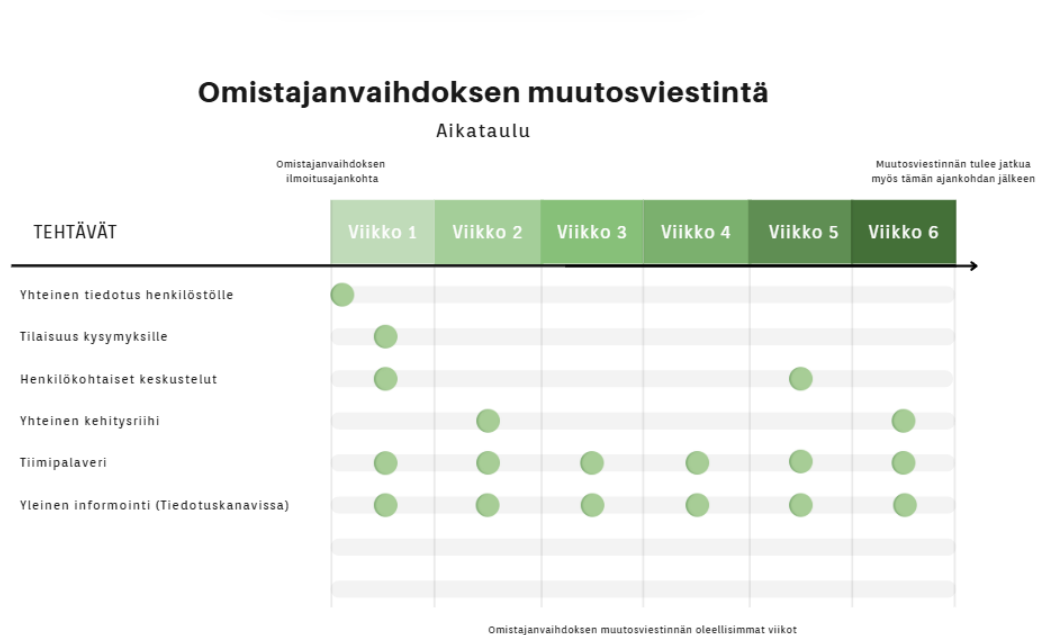 Omistajanvaihdoksen muutosviestintä
Aikataulu
Omistajanvaihdoksen
ilmoitusajankohta
Muutosviestinnän tulee jatkua
myös tämän ajankohdan jälkeen
TEHTÄVÄT
Viikko 1
Viikko 2
Viikko 3
Viikko 4
Viikko 5
Viikko 6
Yhteinen tiedotus henkilöstölle
Tilaisuus kysymyksille
Henkilökohtaiset keskustelut
Yhteinen kehitysriihi
Tiimipalaveri
Yleinen informointi (Tiedotuskanavissa)
Omistajanvaihdoksen muutosviestinnän oleellisimmat viikot